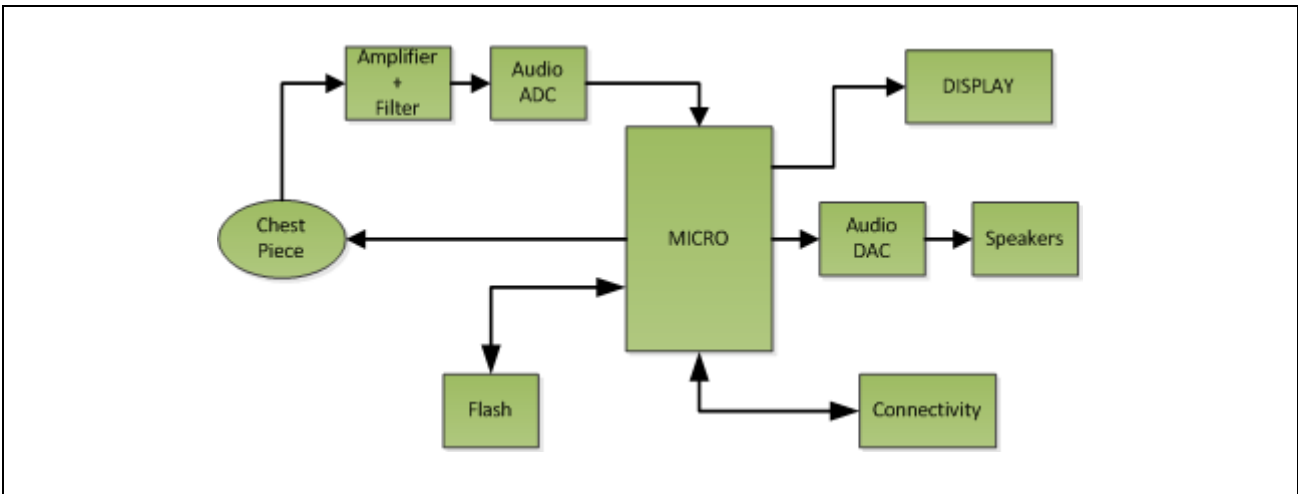 Amplifier
+
Filter
Audio
ADC
DISPLAY
Chest
Piece
MICRO
Audio
DAC
Speakers
Flash
Connectivity